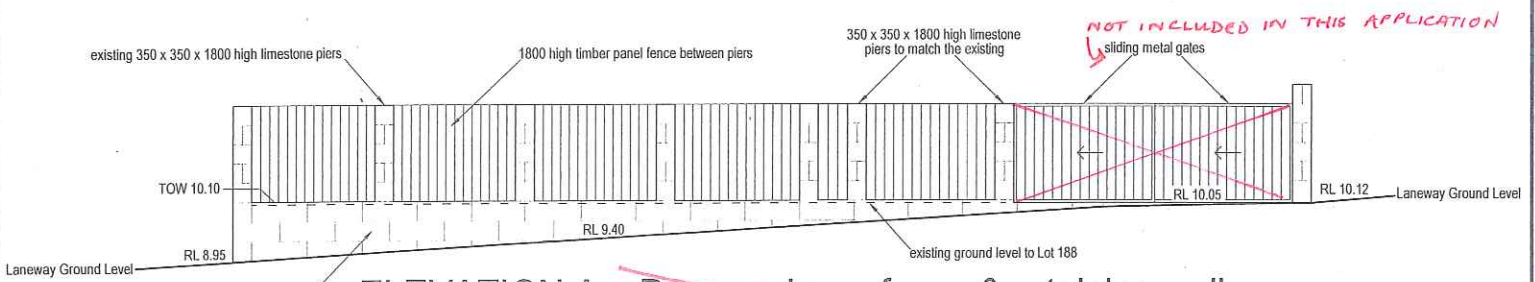 NOT INCLUDED IN THIS APPLICATION
existing 350 x 350 x 1800 high limestone piers
1800 high timber panel fence between piers
350 x 350 x 1800 high limestone
piers to match the existing
sliding metal gates
TOW 10.10
RL 10.05
RL 10.12
Laneway Ground Level
RL 9.40
RL 8.95
existing ground level to Lot 188
Laneway Ground Level